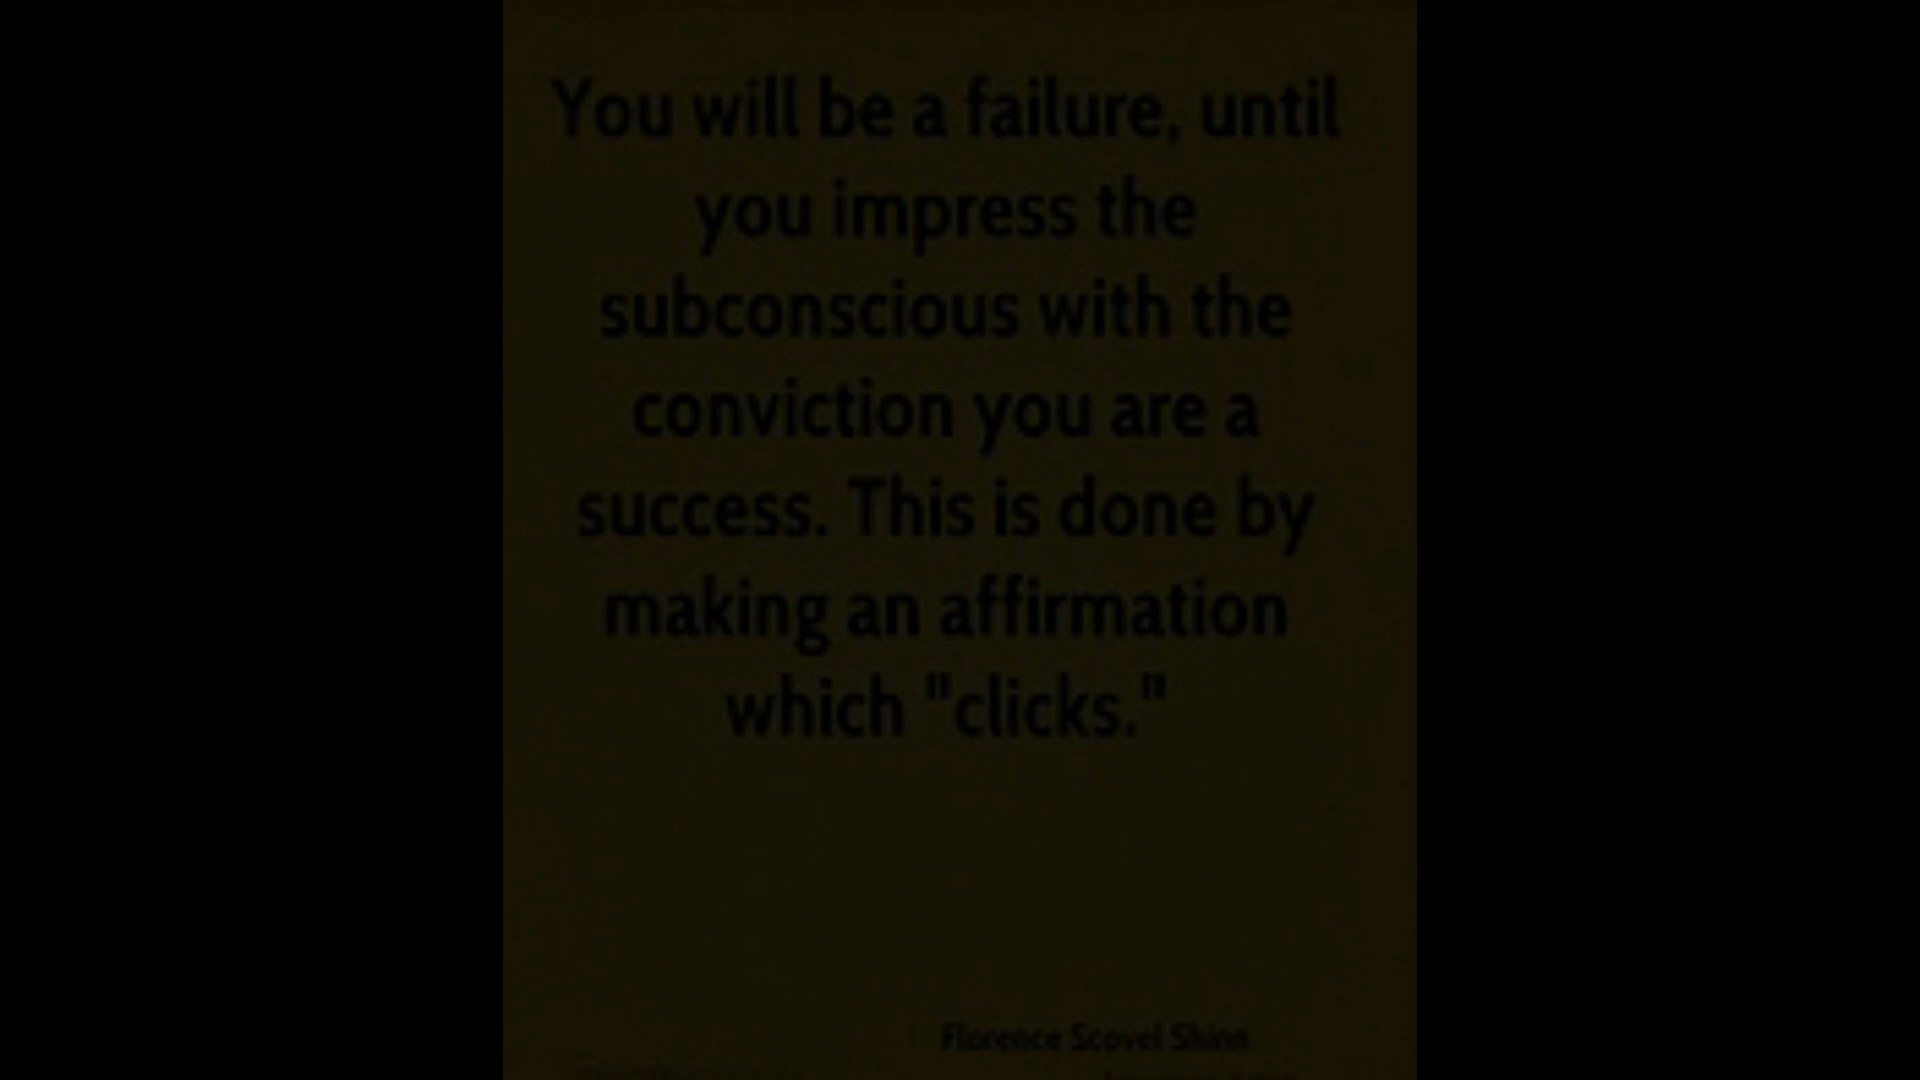 You will be a failure, until
you impress the
subconscious with the
conviction you are a
success. This is done by
making an affirmation
which "clicks."
Florence Scovel Shinn